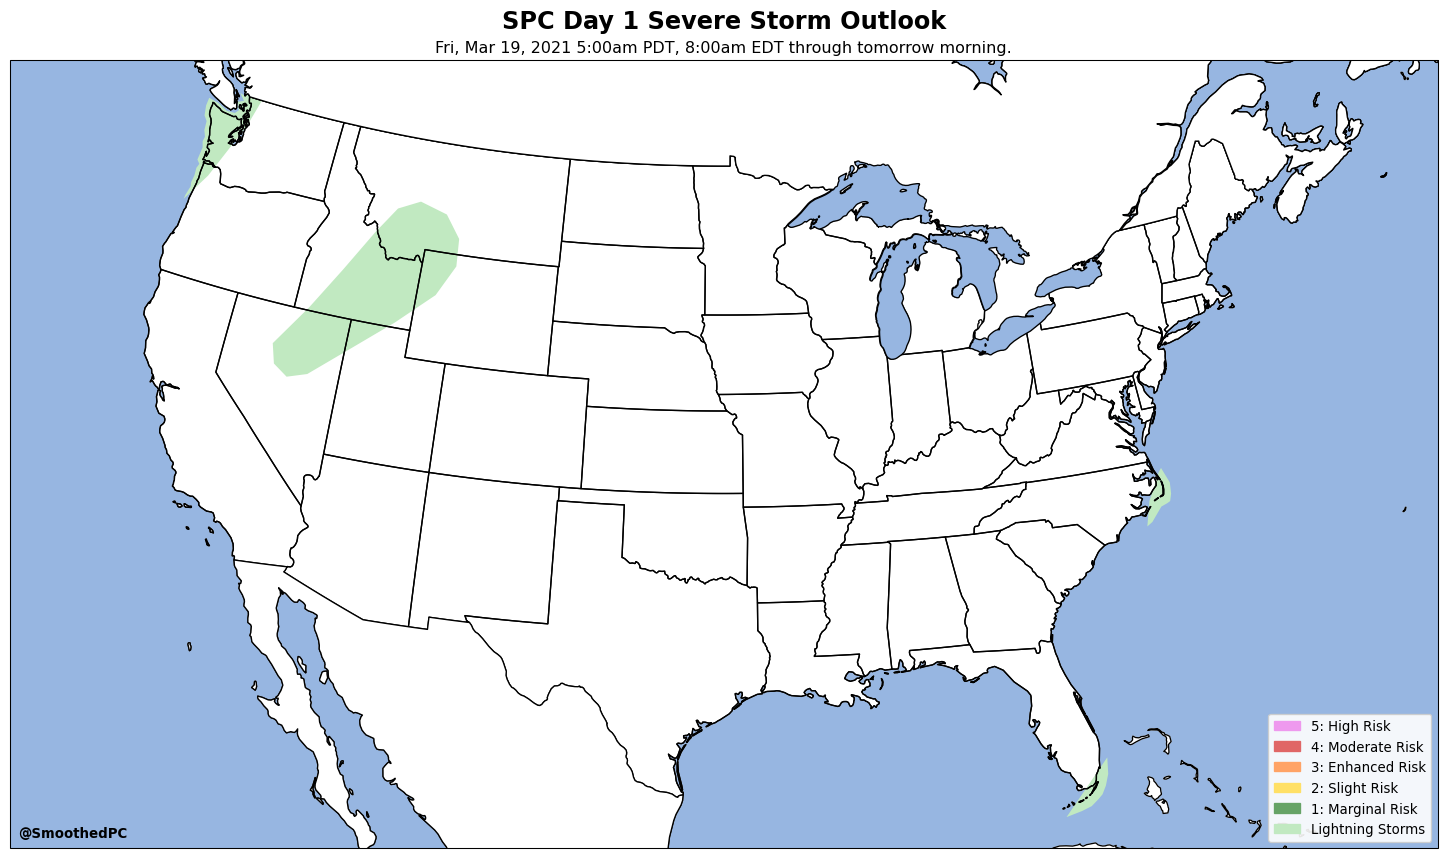 SPC Day 1 Severe Storm Outlook
Fri, Mar 19, 2021 5:00am PDT, 8:00am EDT through tomorrow morning.
5: High Risk
4: Moderate Risk
3: Enhanced Risk
2: Slight Risk
1: Marginal Risk
Lightning Storms
@SmoothedPC